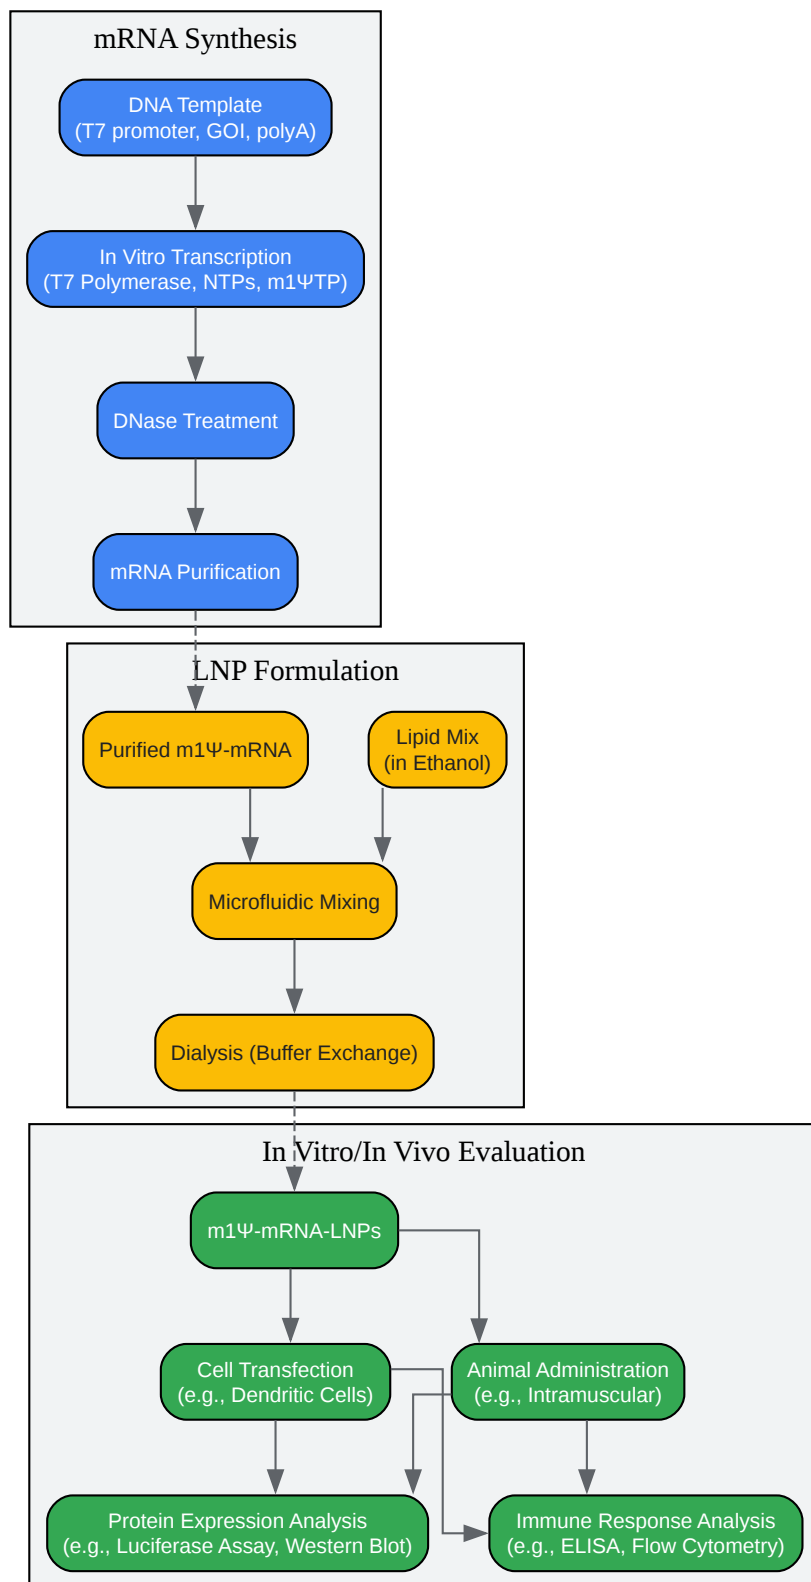 mRNA Synthesis
DNA Template
(T7 promoter, GOI, polyA)
In Vitro Transcription
(T7 Polymerase, NTPs, m1ΨTP)
DNase Treatment
mRNA Purification
LNP Formulation
Purified m1Ψ-mRNA
Lipid Mix
(in Ethanol)
Microfluidic Mixing
Dialysis (Buffer Exchange)
In Vitro/In Vivo Evaluation
m1Ψ-mRNA-LNPs
Cell Transfection
(e.g., Dendritic Cells)
Animal Administration
(e.g., Intramuscular)
Protein Expression Analysis
(e.g., Luciferase Assay, Western Blot)
Immune Response Analysis
(e.g., ELISA, Flow Cytometry)